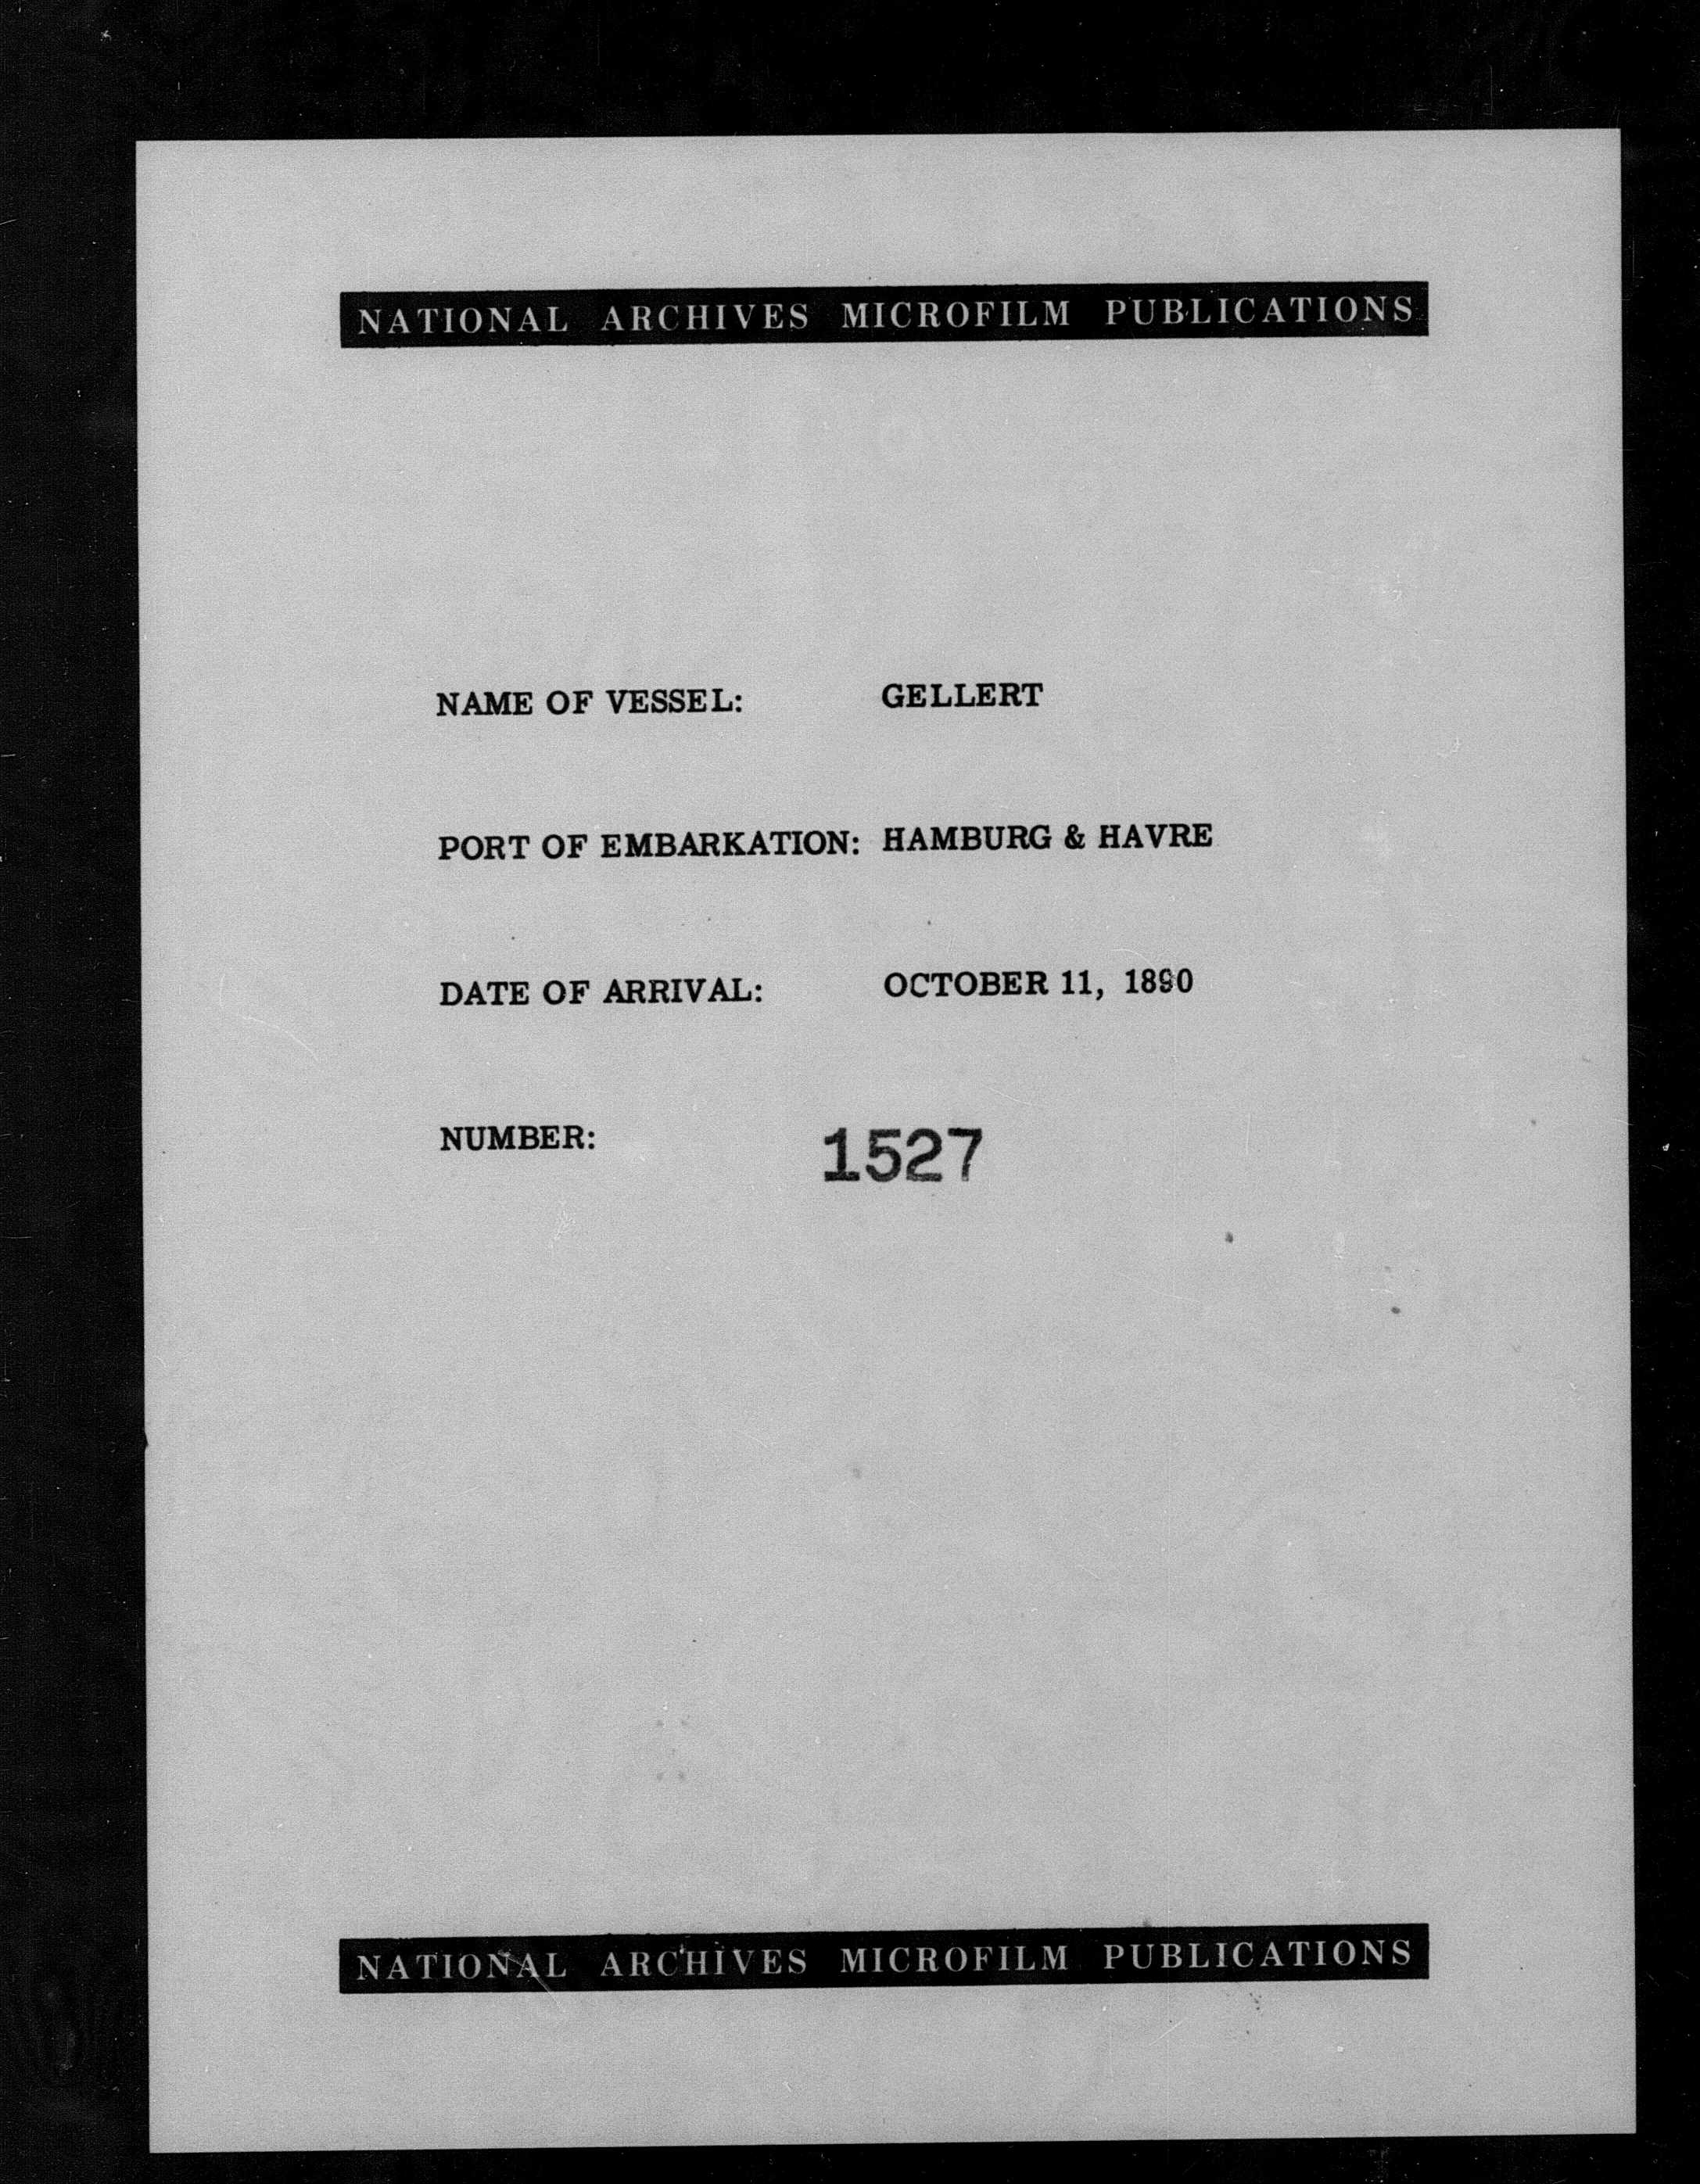 NATIONAL ARCHIVES MICROFILM PUBLICATIONS
NAME OF VESSEL: GELLERT
PORT OF EMBARKATION: HAMBURG & HAVRE
DATE OF ARRIVAL: OCTOBER 11, 1890
NUMBER: 1527
NATIONAL ARCHIVES MICROFILM PUBLICATIONS